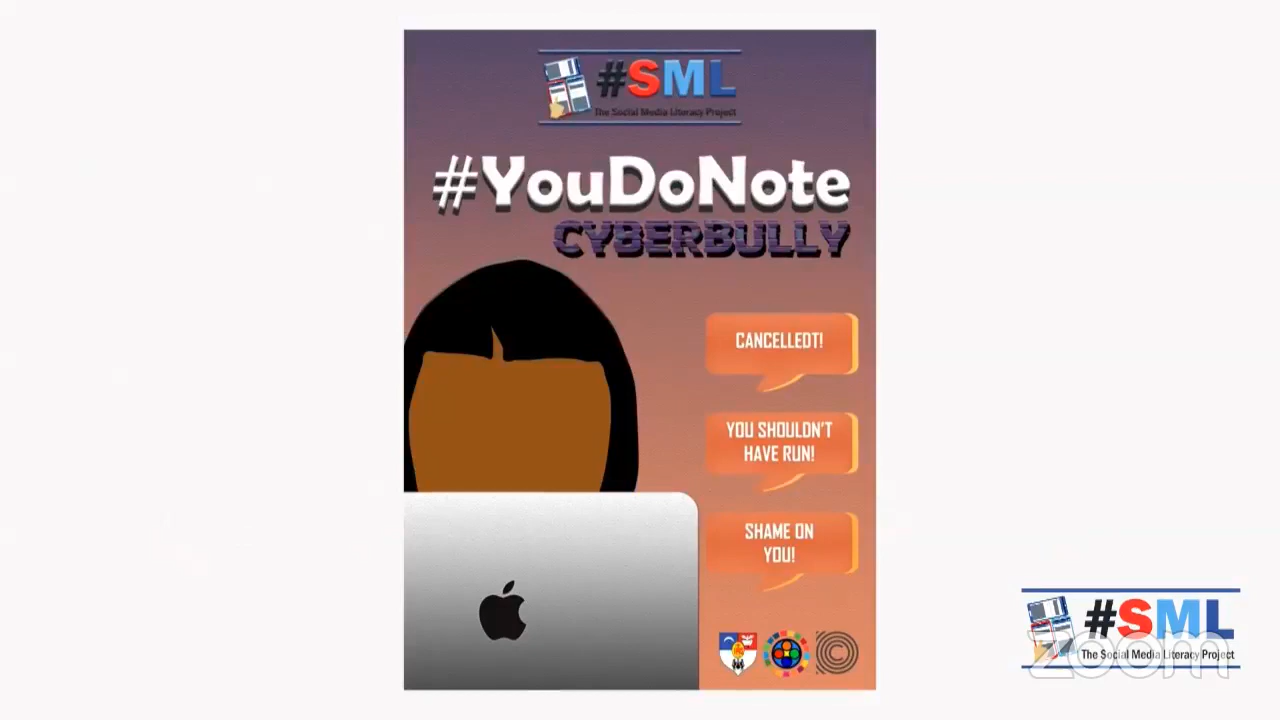 #SML
The Social Media Literacy Project
#YouDoNote
CYBERBULLY
CANCELLEDT!
YOU SHOULDN'T
HAVE RUN!
SHAME ON
YOU!
#SML
The Social Media Literacy Project
zoom